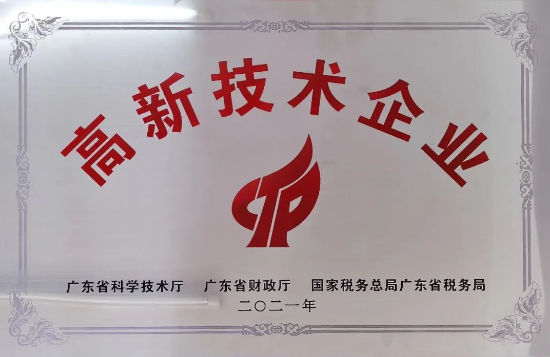 高新技术企业
广东省科学技术厅 广东省财政厅 国家税务总局广东省税务局
二〇二一年